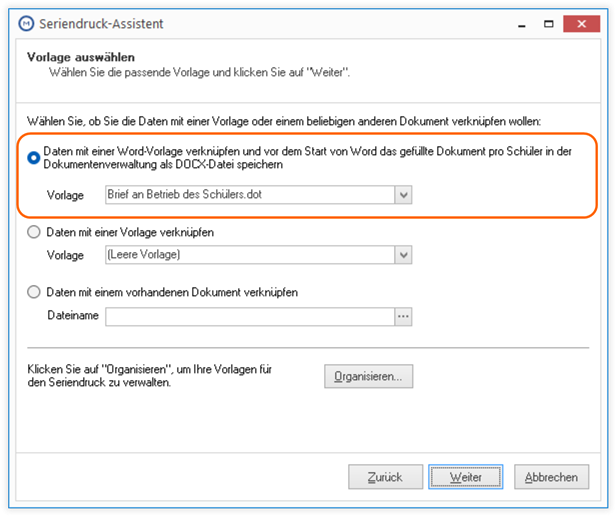 Seriendruck-Assistent
Vorlage auswählen
Wählen Sie die passende Vorlage und klicken Sie auf "Weiter".
Wählen Sie, ob Sie die Daten mit einer Vorlage oder einem beliebigen anderen Dokument verknüpfen wollen:
Daten mit einer Word-Vorlage verknüpfen und vor dem Start von Word das gefüllte Dokument pro Schüler in der
Dokumentenverwaltung als DOCX-Datei speichern
Vorlage Brief an Betrieb des Schülers.dot
Daten mit einer Vorlage verknüpfen
Vorlage (Leere Vorlage)
Daten mit einem vorhandenen Dokument verknüpfen
Dateiname ...
Klicken Sie auf "Organisieren", um Ihre Vorlagen für
den Seriendruck zu verwalten.
Organisieren...
Zurück Weiter Abbrechen